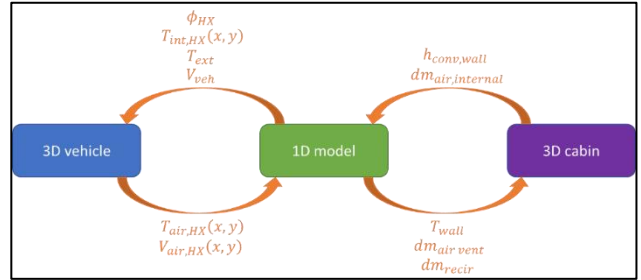 ϕ_HX
T_int,HX(x, y)
T_ext
V_veh
h_conv,wall
dm_air,internal
3D vehicle
1D model
3D cabin
T_air,HX(x, y)
V_air,HX(x, y)
T_wall
dm_air vent
dm_recir